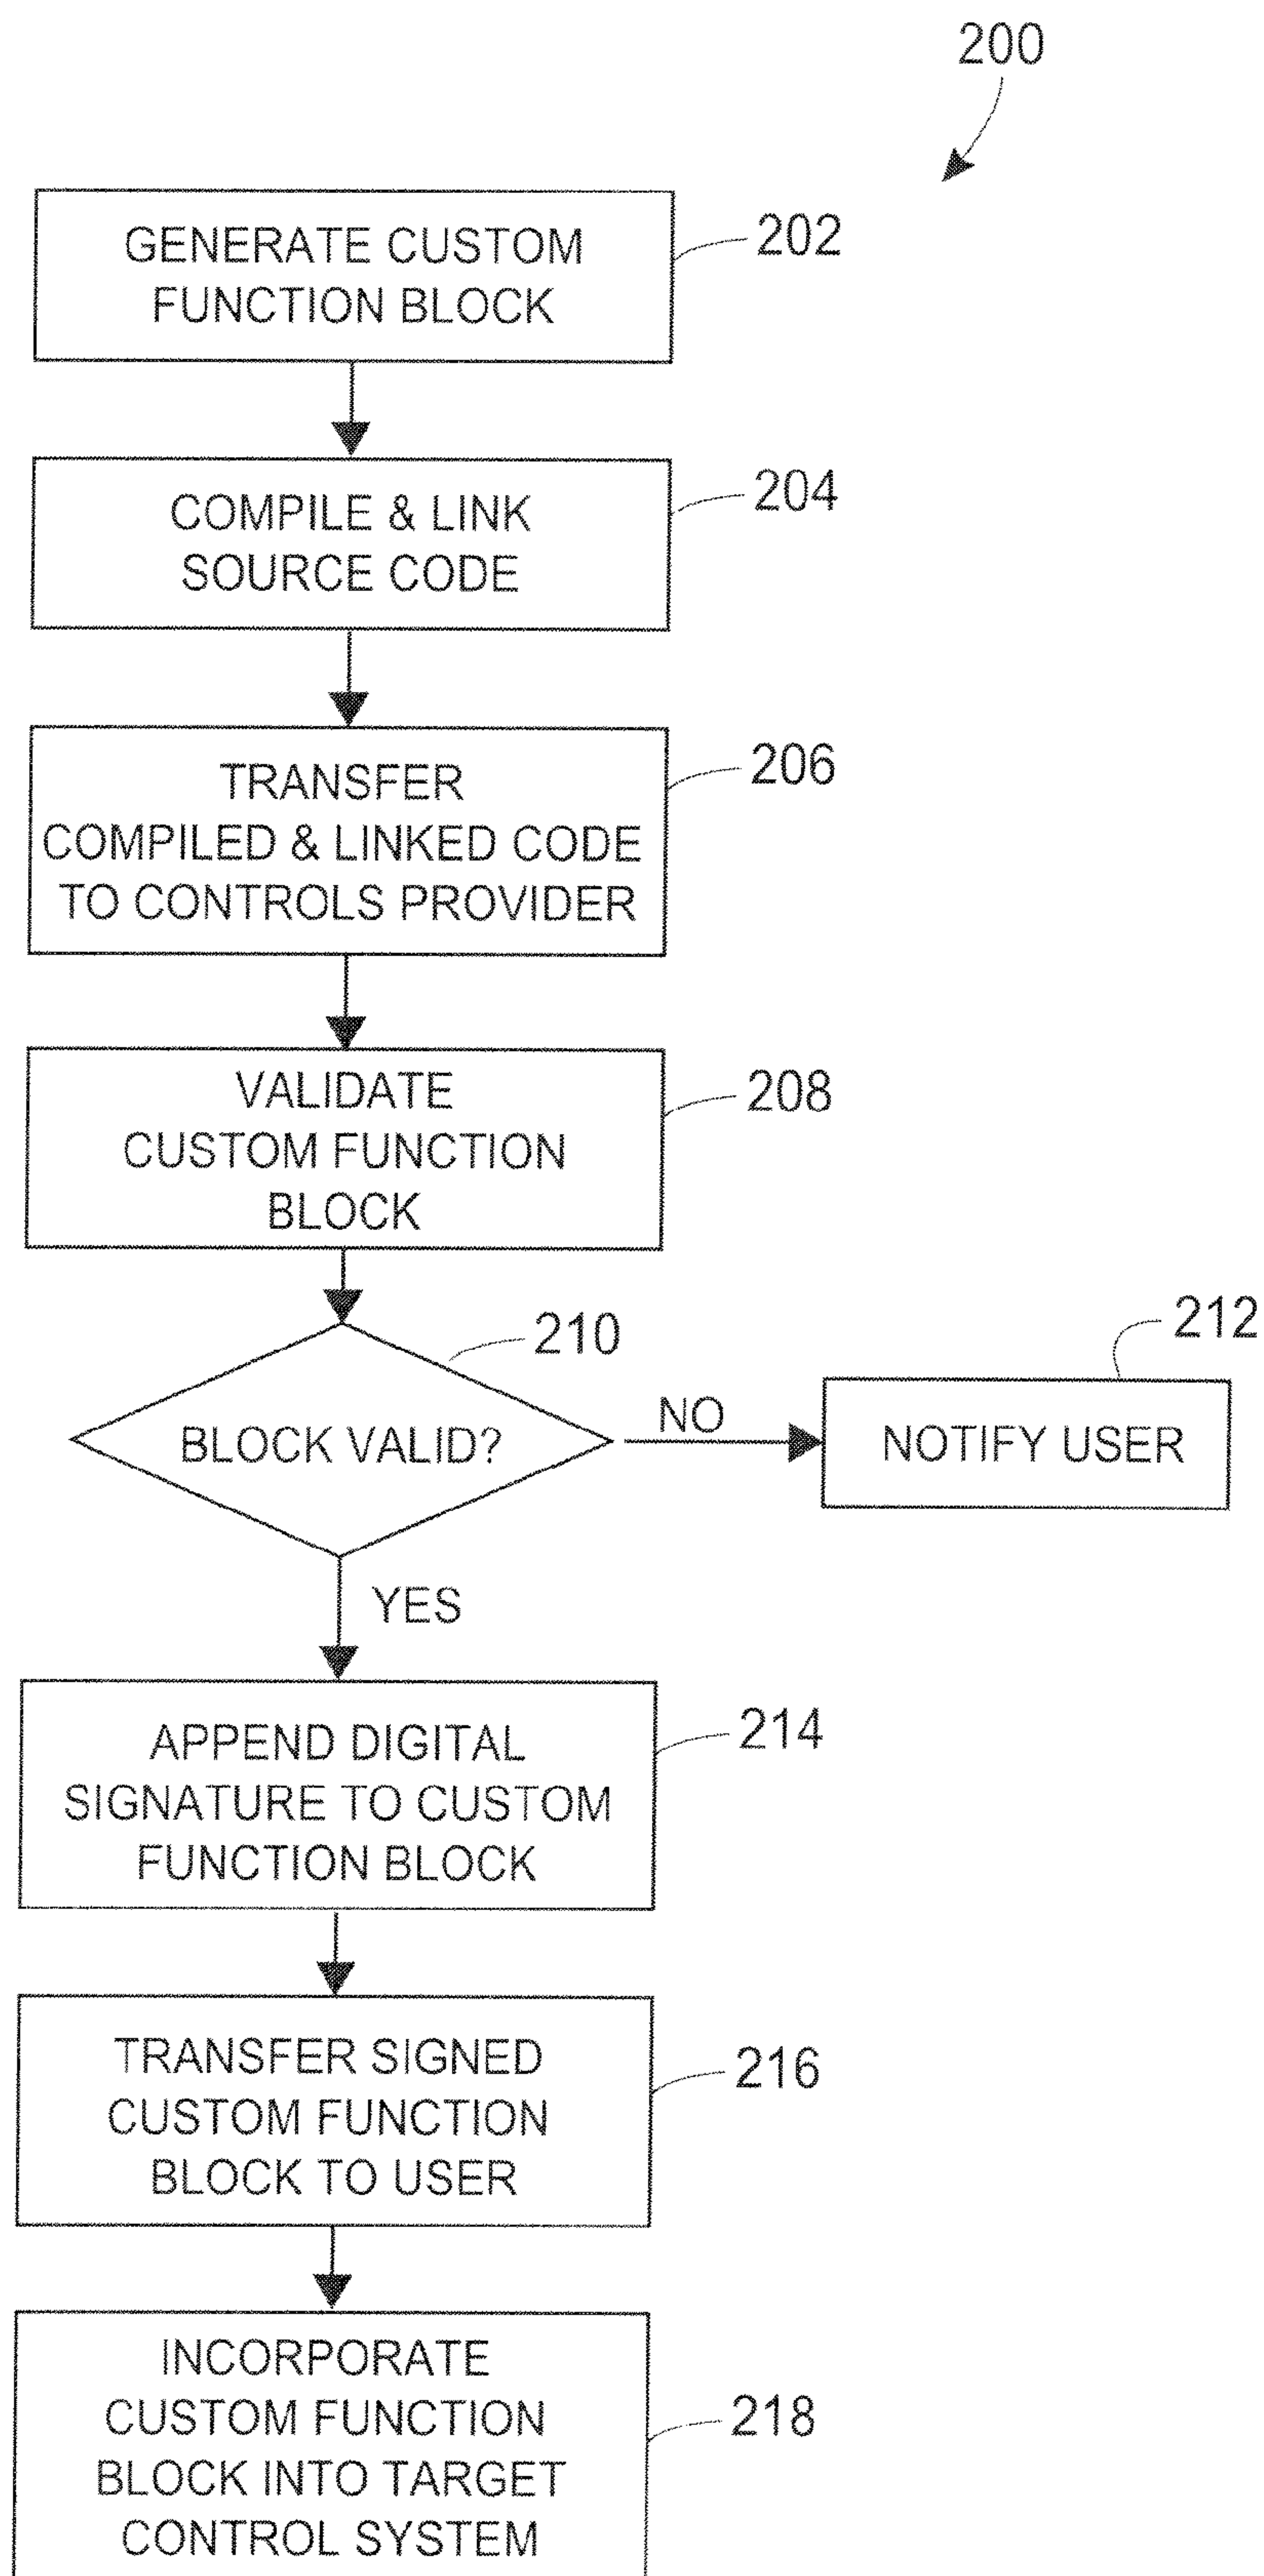 200
GENERATE CUSTOM
FUNCTION BLOCK
202
COMPILE & LINK
SOURCE CODE
204
TRANSFER
COMPILED & LINKED CODE
TO CONTROLS PROVIDER
206
VALIDATE
CUSTOM FUNCTION
BLOCK
208
BLOCK VALID?
210
NO
NOTIFY USER
212
YES
APPEND DIGITAL
SIGNATURE TO CUSTOM
FUNCTION BLOCK
214
TRANSFER SIGNED
CUSTOM FUNCTION
BLOCK TO USER
216
INCORPORATE
CUSTOM FUNCTION
BLOCK INTO TARGET
CONTROL SYSTEM
218